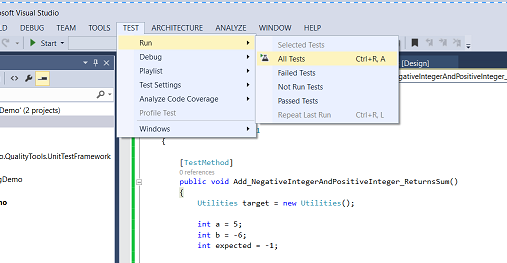 osoft Visual Studio
LD DEBUG TEAM TOOLS TEST ARCHITECTURE ANALYZE WINDOW HELP
Start
Run
Debug
Playlist
Test Settings
Analyze Code Coverage
Profile Test
Windows
Selected Tests
All Tests Ctrl+R, A
Failed Tests
Not Run Tests
Passed Tests
Repeat Last Run Ctrl+R, L
[Design]
gativeIntegerAndPositiveInteger_
Demo' (2 projects)
o.QualityTools.UnitTestFramework
gDemo
mo
{
[TestMethod]
0 references
public void Add_NegativeIntegerAndPositiveInteger_ReturnsSum()
{
Utilities target = new Utilities();
int a = 5;
int b = -6;
int expected = -1;